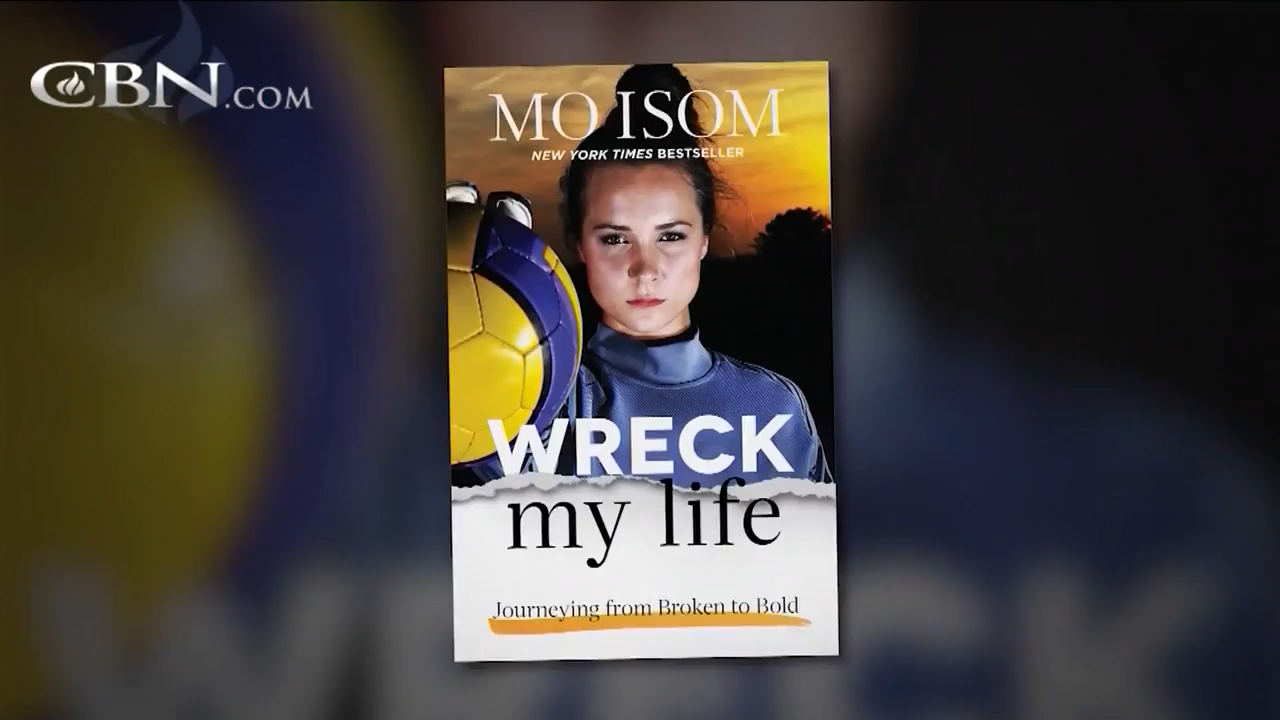 CBN.COM
MO ISOM
NEW YORK TIMES BESTSELLER
WRECK
my life
Journeying from Broken to Bold